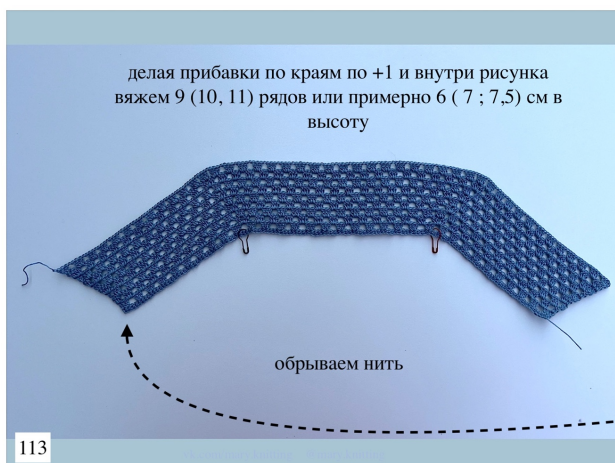 делая прибавки по краям по +1 и внутри рисунка
вяжем 9 (10, 11) рядов или примерно 6 ( 7 ; 7,5) см в
высоту
обрываем нить
113